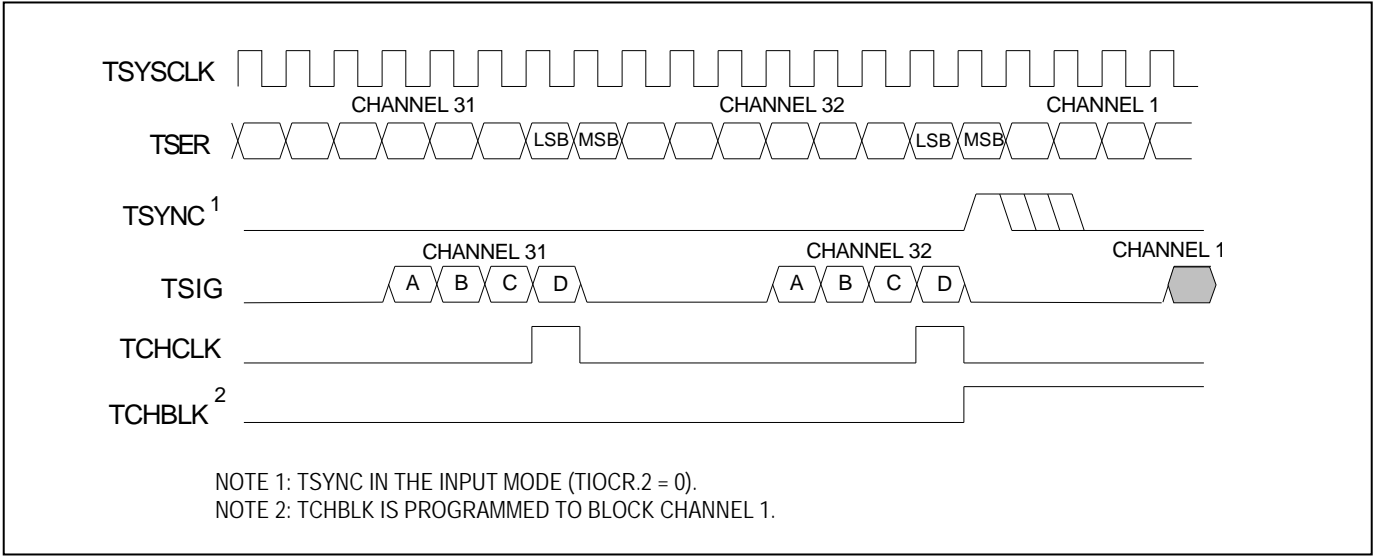 TSYSCLK
CHANNEL 31 CHANNEL 32 CHANNEL 1
TSER LSB MSB LSB MSB
TSYNC 1
CHANNEL 31 CHANNEL 32 CHANNEL 1
TSIG A B C D A B C D
TCHCLK
TCHBLK 2
NOTE 1: TSYNC IN THE INPUT MODE (TIOCR.2 = 0).
NOTE 2: TCHBLK IS PROGRAMMED TO BLOCK CHANNEL 1.